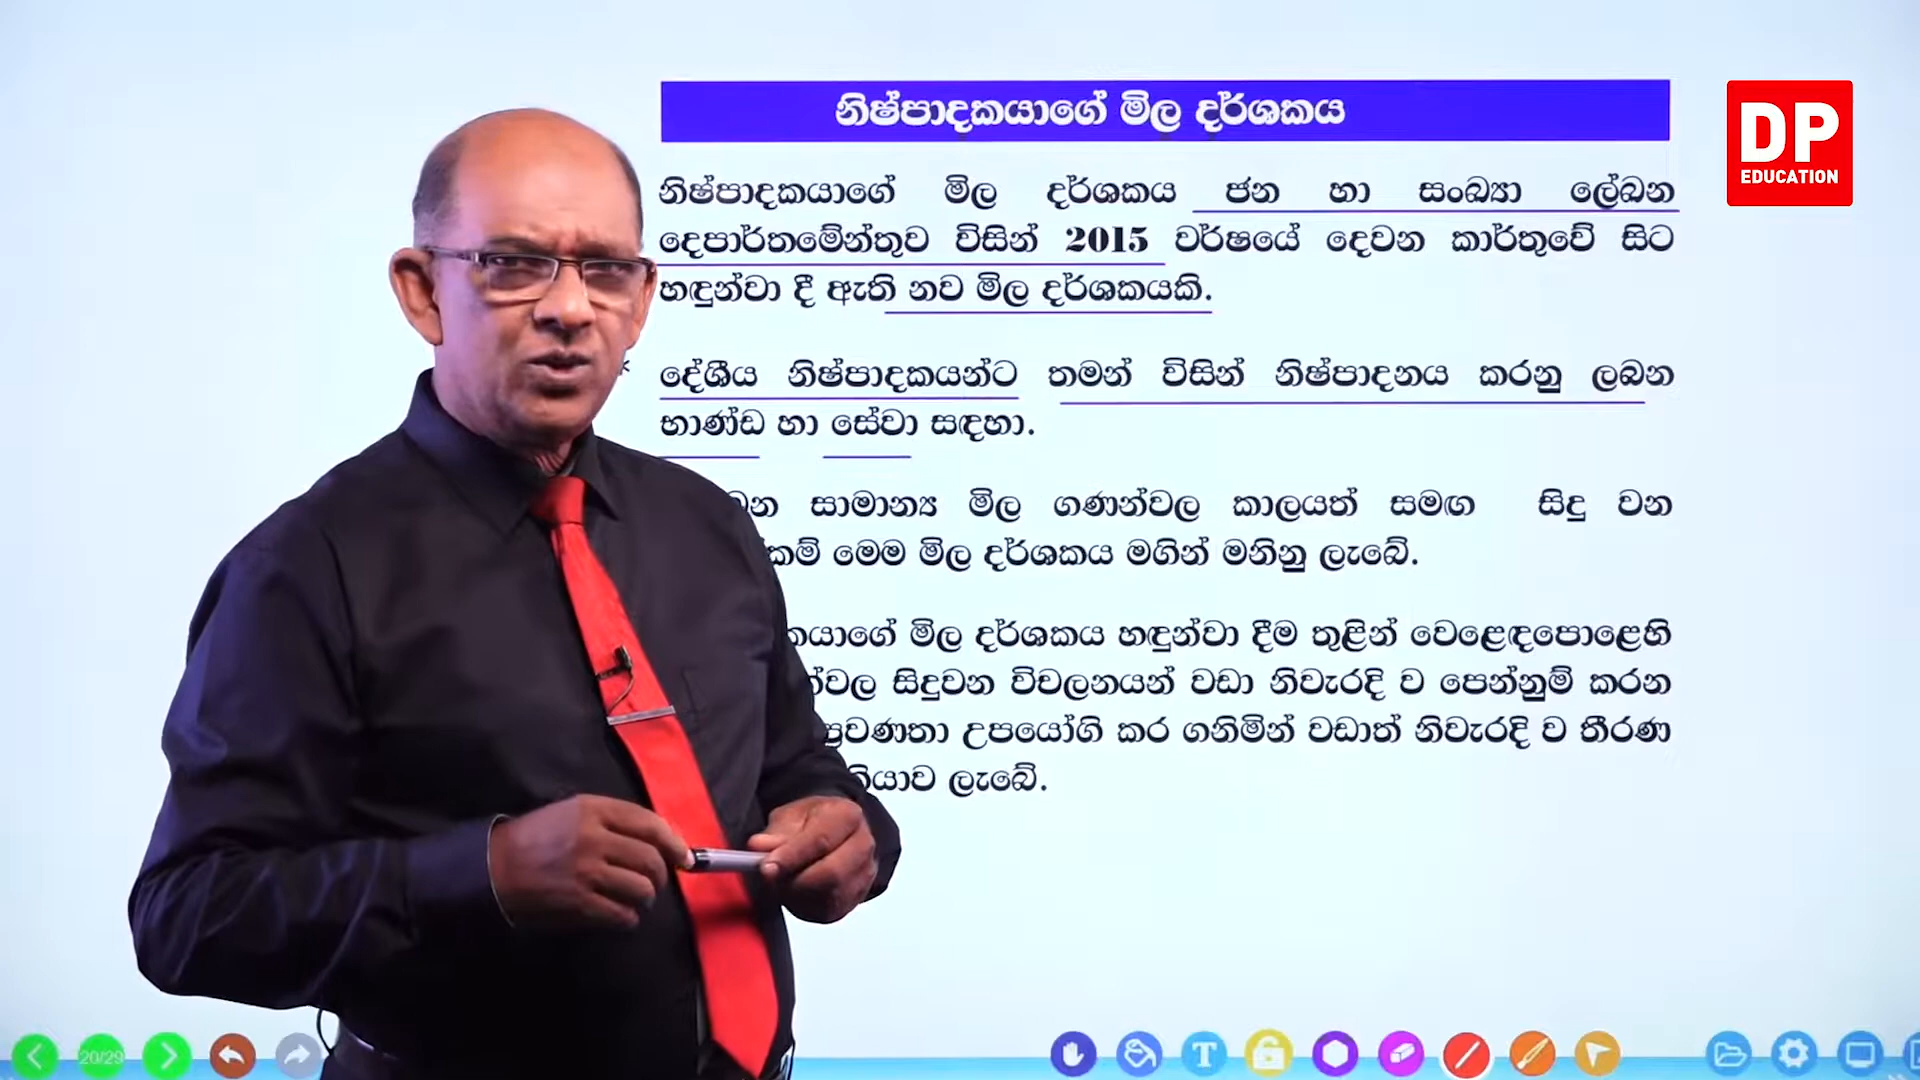 නිෂ්පාදකයාගේ මිල දර්ශකය
DP
EDUCATION
නිෂ්පාදකයාගේ මිල දර්ශකය ජන හා සංඛ්‍යා ලේඛන
දෙපාර්තමේන්තුව විසින් 2015 වර්ෂයේ දෙවන කාර්තුවේ සිට
හඳුන්වා දී ඇති නව මිල දර්ශකයකි.
දේශීය නිෂ්පාදකයන්ට තමන් විසින් නිෂ්පාදනය කරනු ලබන
භාණ්ඩ හා සේවා සඳහා.
සාමාන්‍ය මිල ගණන්වල කාලයත් සමඟ සිදු වන
මෙම මිල දර්ශකය මගින් මනිනු ලැබේ.
මිල දර්ශකය හඳුන්වා දීම තුළින් වෙළෙඳපොළෙහි
සිදුවන විචලනයන් වඩා නිවැරදි ව පෙන්නුම් කරන
ප්‍රවණතා උපයෝගි කර ගනිමින් වඩාත් නිවැරදි ව තීරණ
ලැබේ.
20/29